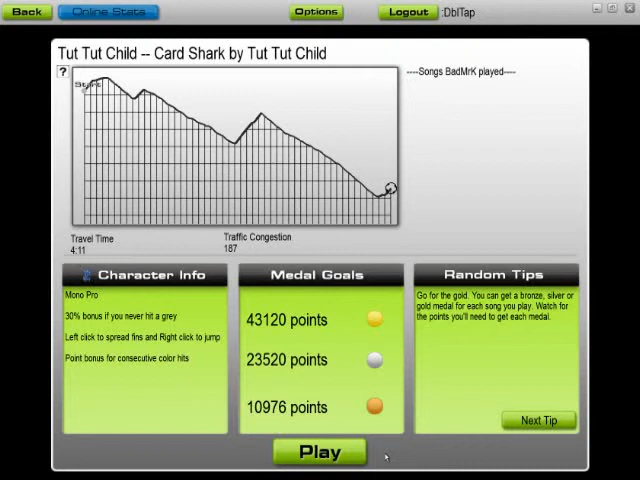 Back
Online Stats
Options
Logout :DblTap
Tut Tut Child -- Card Shark by Tut Tut Child
?
Start
----Songs BadMrK played----
Travel Time
4:11
Traffic Congestion
187
Character Info
Mono Pro
30% bonus if you never hit a grey
Left click to spread fins and Right click to jump
Point bonus for consecutive color hits
Medal Goals
43120 points
23520 points
10976 points
Random Tips
Go for the gold. You can get a bronze, silver or
gold medal for each song you play. Watch for
the points you'll need to get each medal.
Next Tip
Play